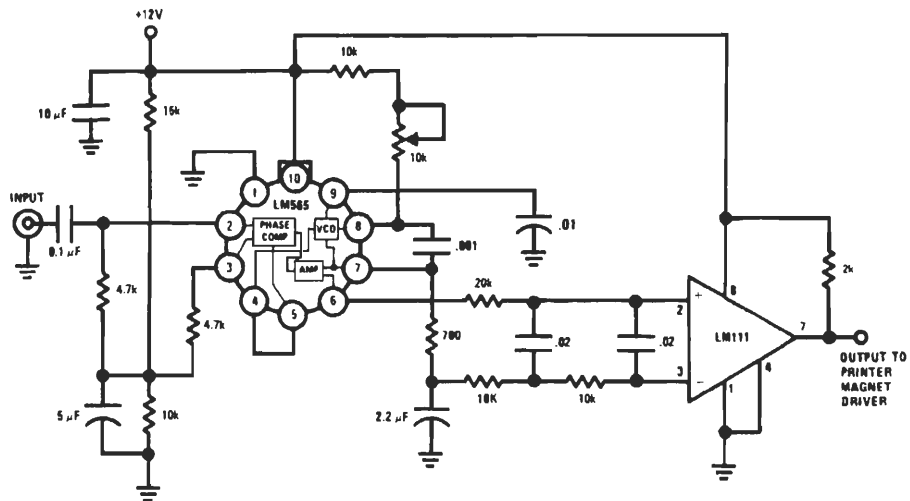 +12V
10k
10 µF
15k
10k
1
10
9
LM565
INPUT
2
PHASE
COMP
VCO
8
.01
0.1 µF
.001
3
AMP
7
4
5
6
20k
+
2
6
2k
4.7k
4.7k
700
.02
.02
LM111
7
OUTPUT TO
PRINTER
MAGNET
DRIVER
3
-
1
4
5 µF
10k
2.2 µF
10K
10k